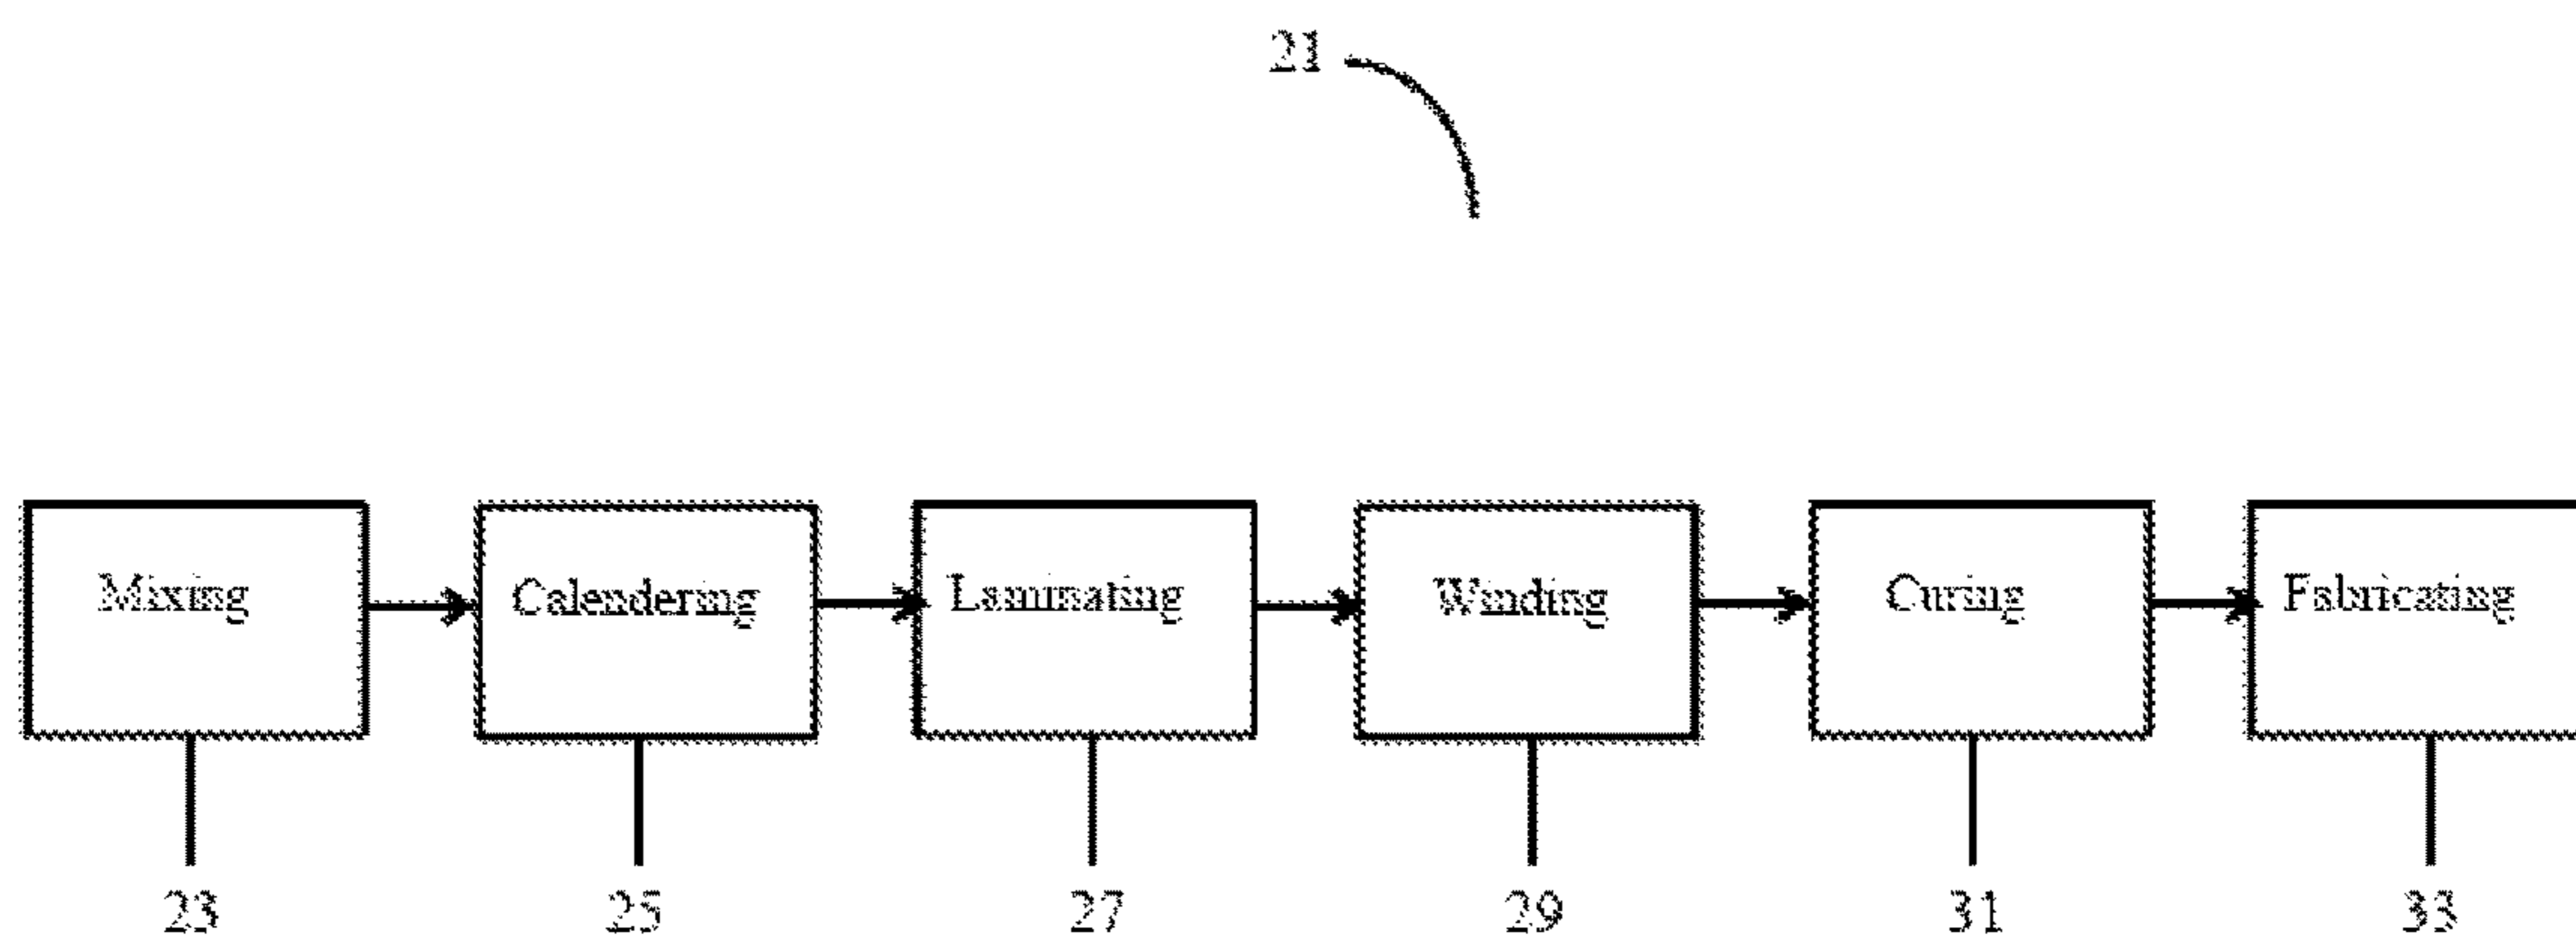 21
Mixing
Calendering
Laminating
Winding
Curing
Fabricating
23
25
27
29
31
33